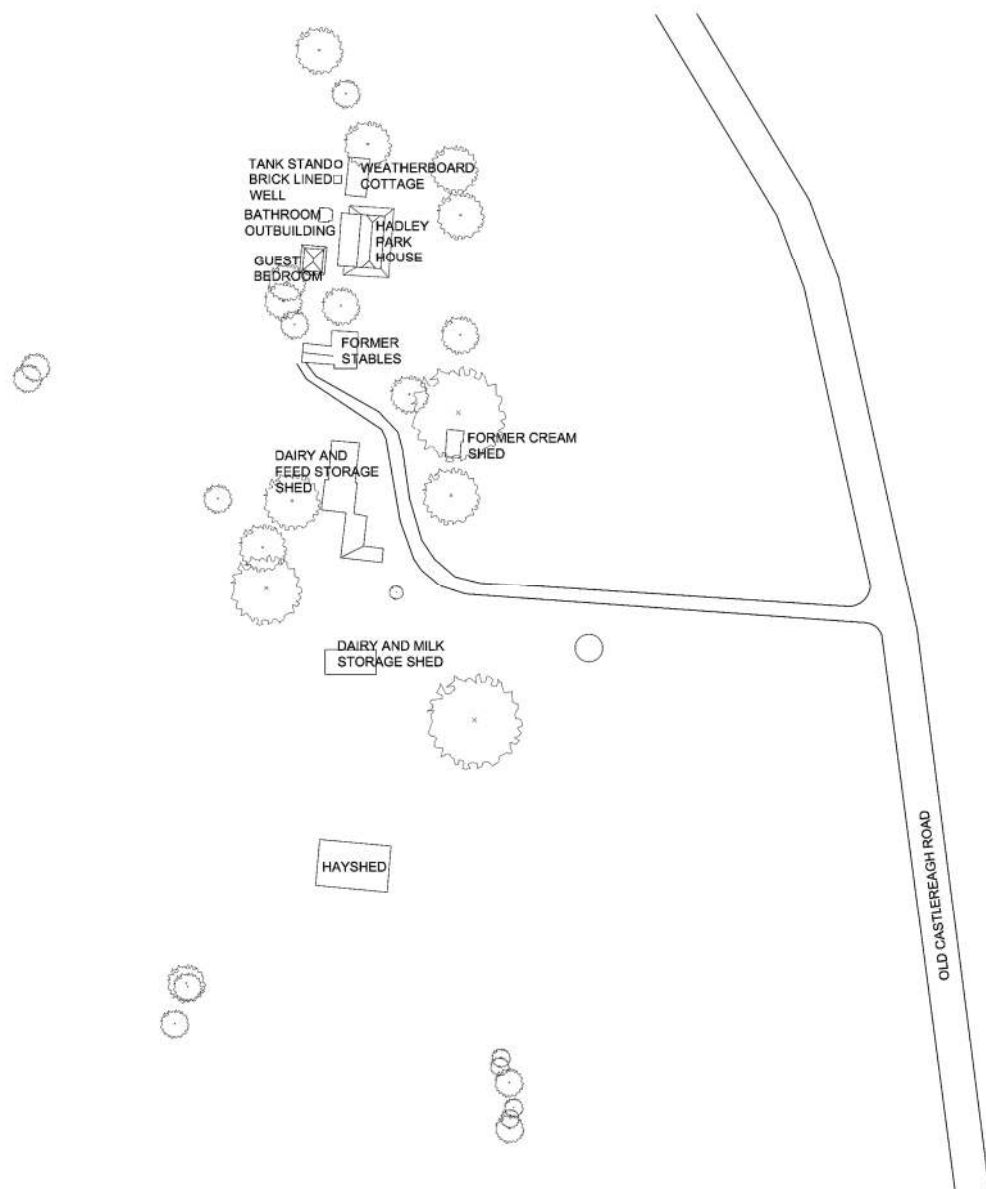 TANK STAND
BRICK LINED
WELL
WEATHERBOARD
COTTAGE
BATHROOM
OUTBUILDING
HADLEY
PARK
HOUSE
GUEST
BEDROOM
FORMER
STABLES
FORMER CREAM
SHED
DAIRY AND
FEED STORAGE
SHED
DAIRY AND MILK
STORAGE SHED
HAYSHED
OLD CASTLEREAGH ROAD